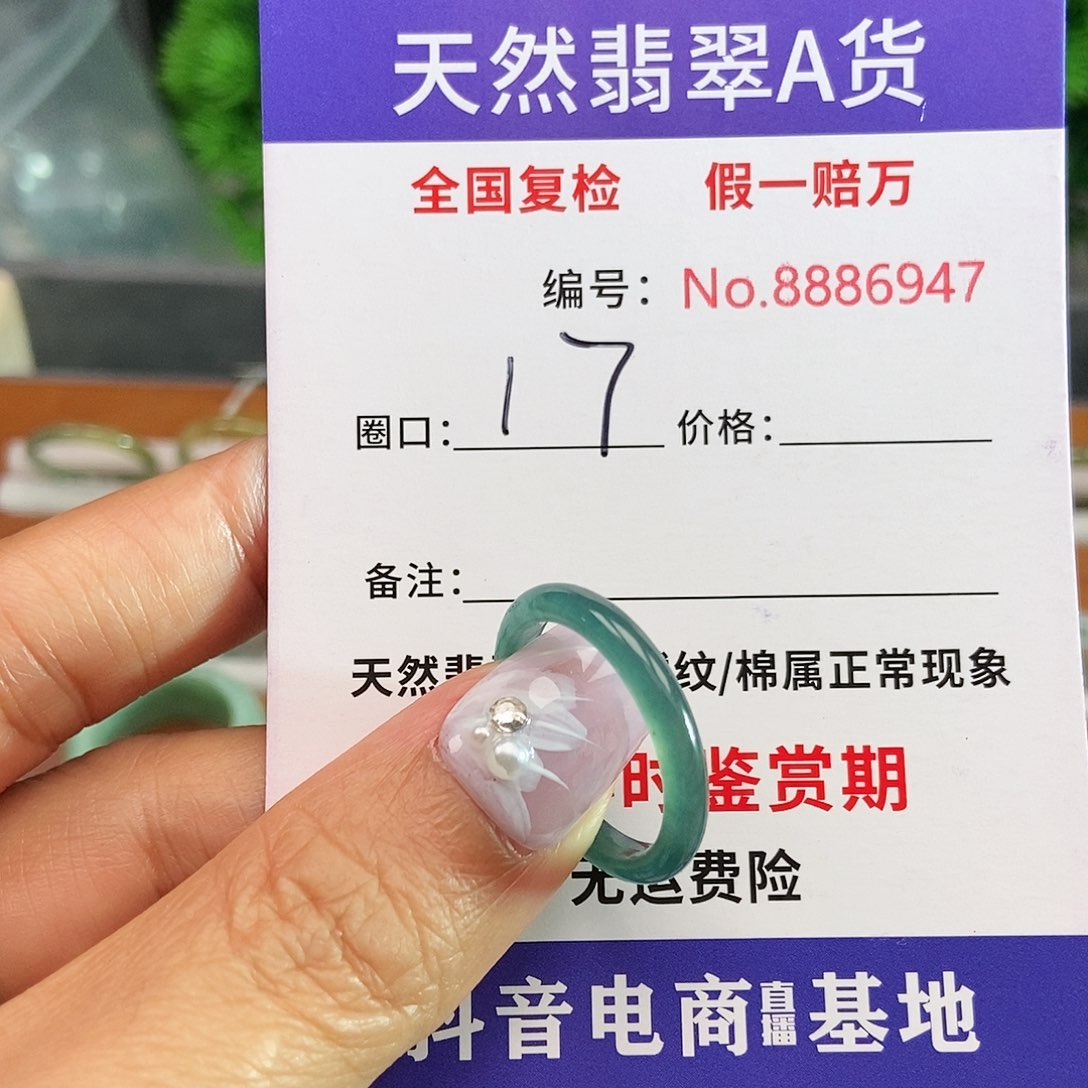 天然翡翠A货
全国复检 假一赔万
编号：No.8886947
圈口：17 价格：
备注：
天然翡 纹/棉属正常现象
时鉴赏期
无运费险
抖音电商直播基地